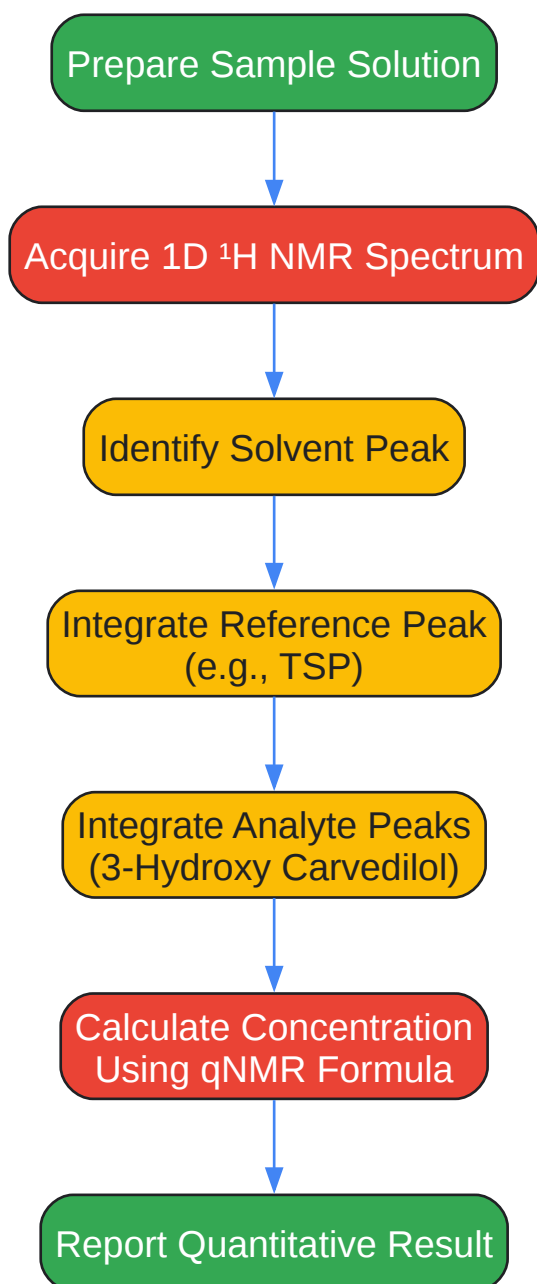 Prepare Sample Solution
Acquire 1D ¹H NMR Spectrum
Identify Solvent Peak
Integrate Reference Peak
(e.g., TSP)
Integrate Analyte Peaks
(3-Hydroxy Carvedilol)
Calculate Concentration
Using qNMR Formula
Report Quantitative Result